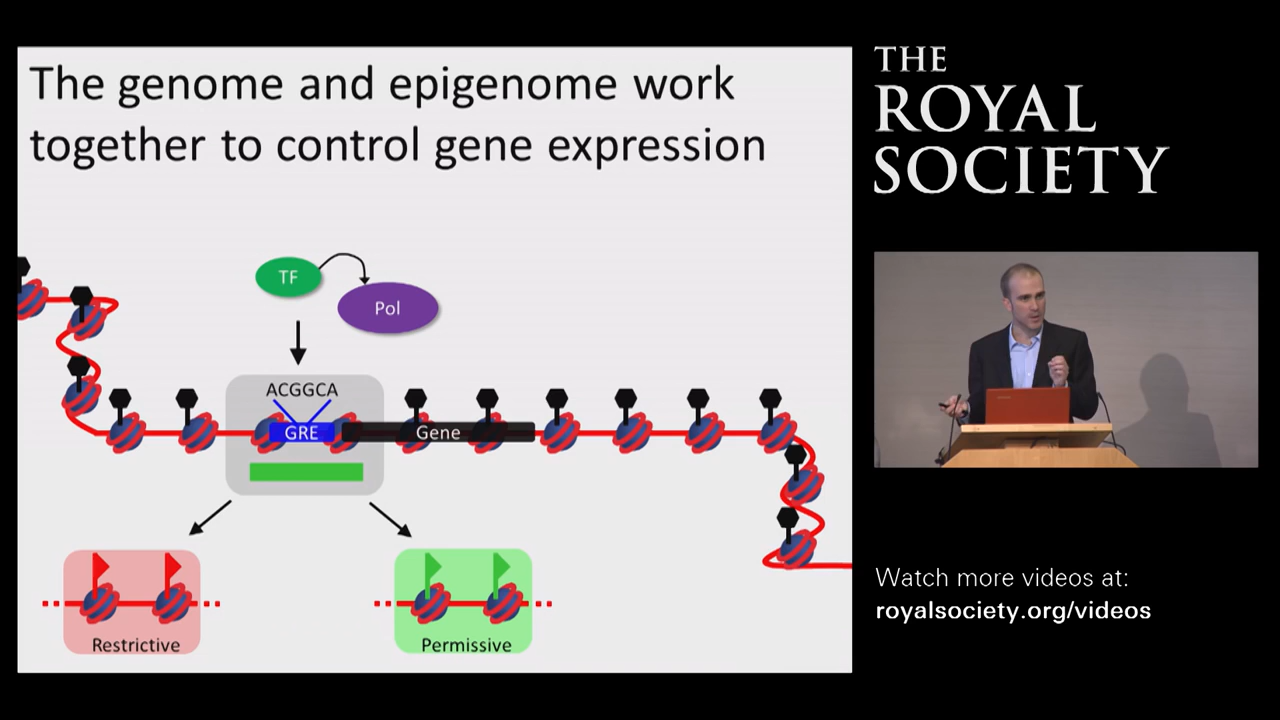 The genome and epigenome work
together to control gene expression
TF
Pol
ACGGCA
GRE
Gene
Restrictive
Permissive
THE
ROYAL
SOCIETY
Watch more videos at:
royalsociety.org/videos